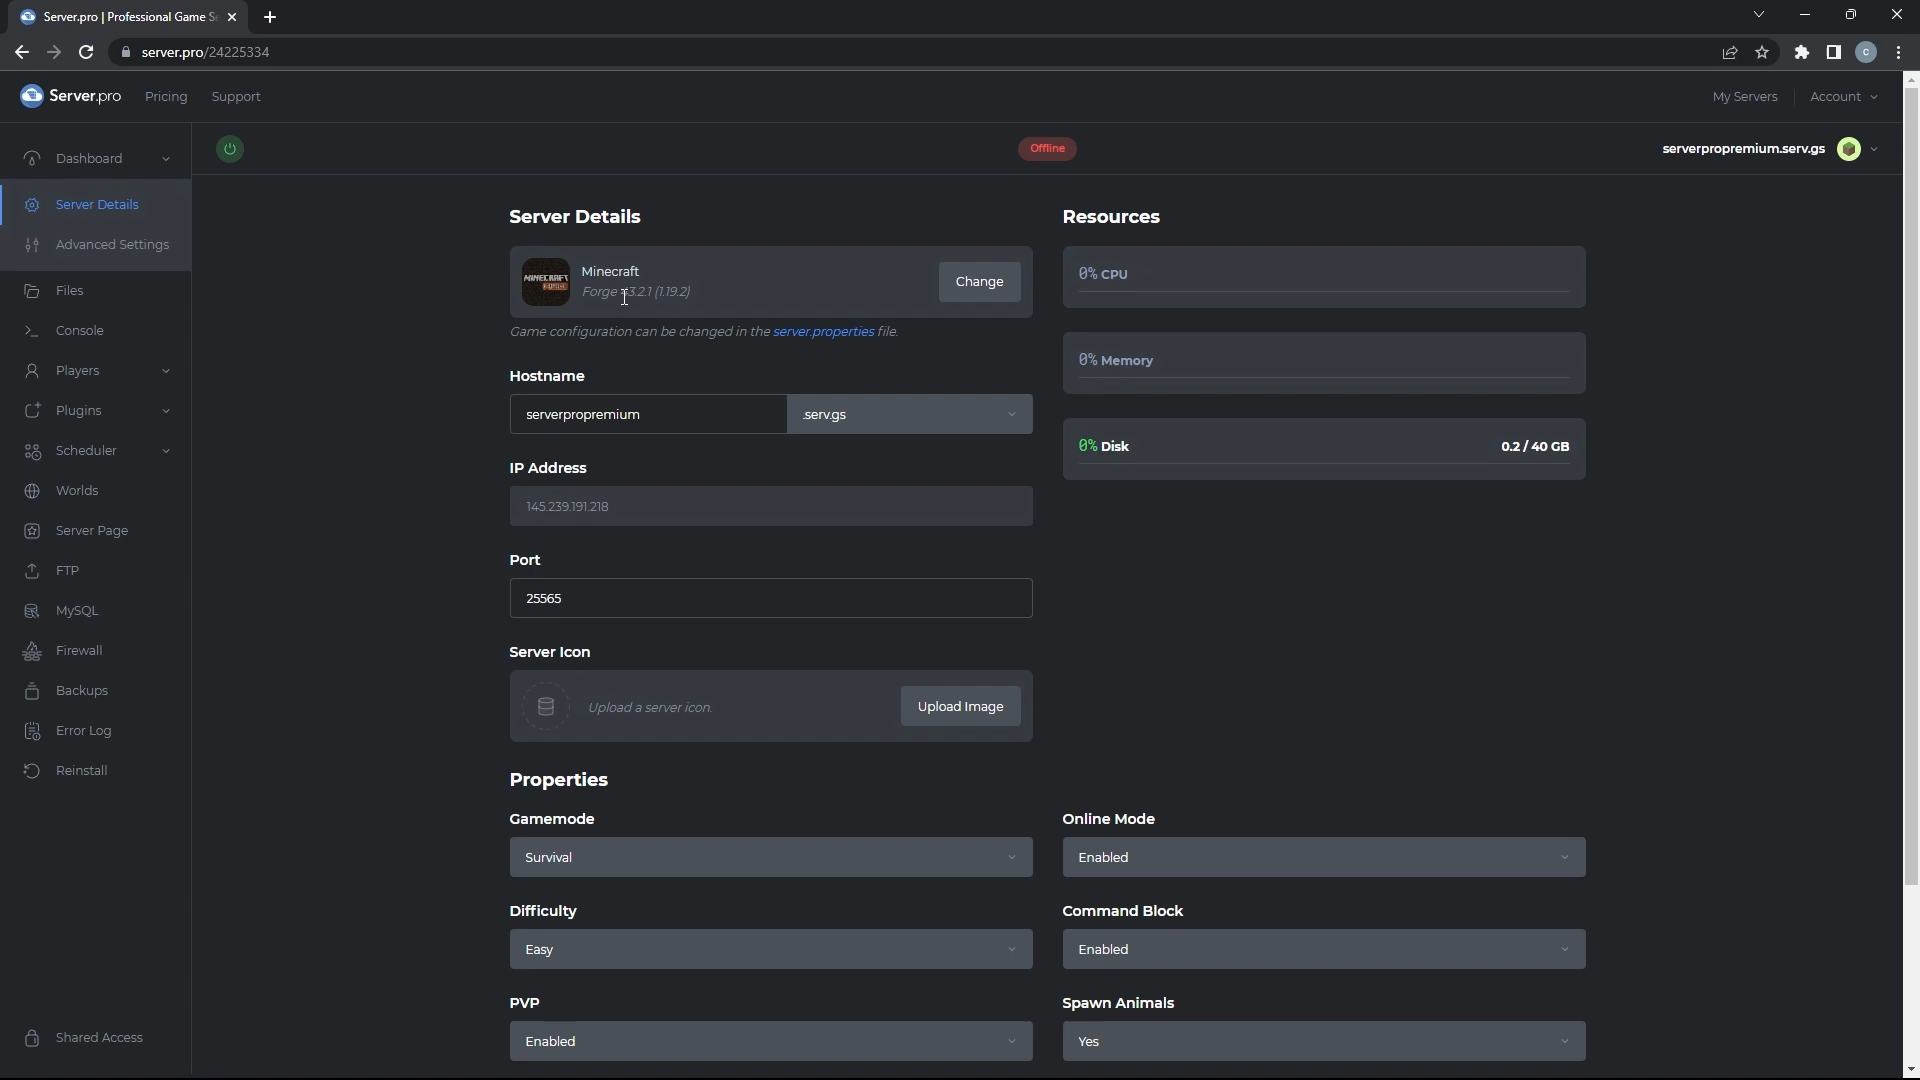 Server.pro | Professional Game S
server.pro/24225334
C
Server.pro
Pricing
Support
My Servers
Account
Dashboard
Offline
serverpropremium.serv.gs
Server Details
Advanced Settings
Files
Console
Players
Plugins
Scheduler
Worlds
Server Page
FTP
MySQL
Firewall
Backups
Error Log
Reinstall
Shared Access
Server Details
MINECRAFT
Minecraft
Forge 43.2.1 (1.19.2)
Change
Game configuration can be changed in the server.properties file.
Hostname
serverpropremium
.serv.gs
IP Address
145.239.191.218
Port
25565
Server Icon
Upload a server icon.
Upload Image
Resources
0% CPU
0% Memory
0% Disk
0.2 / 40 GB
Properties
Gamemode
Survival
Online Mode
Enabled
Difficulty
Easy
Command Block
Enabled
PVP
Enabled
Spawn Animals
Yes